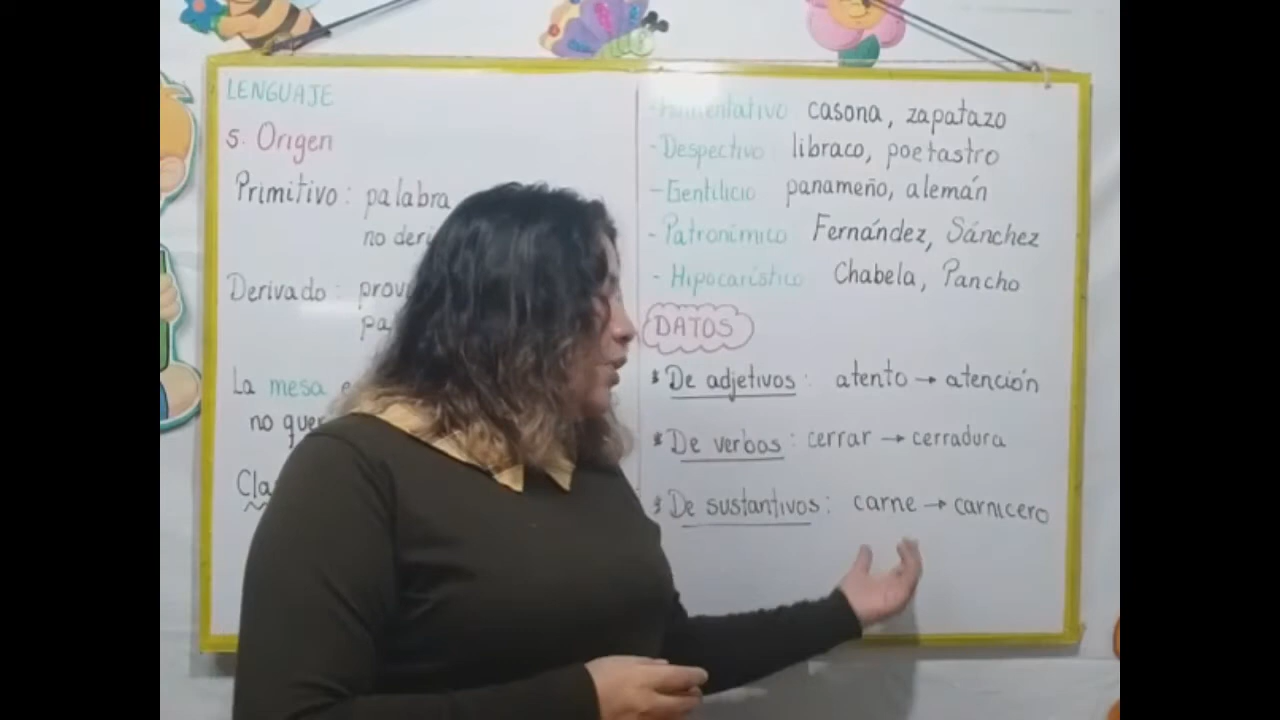 LENGUAJE
5. Origen
Primitivo: palabra
no deri
Derivado: prov
pa
La mesa e
no quer
Cla
-Aumentativo casona, zapatazo
-Despectivo libraco, poetastro
-Gentilicio panameño, alemán
-Patronímico Fernández, Sánchez
-Hipocarístico Chabela, Pancho
DATOS
* De adjetivos: atento → atención
* De verbos: cerrar → cerradura
* De sustantivos: carne → carnicero